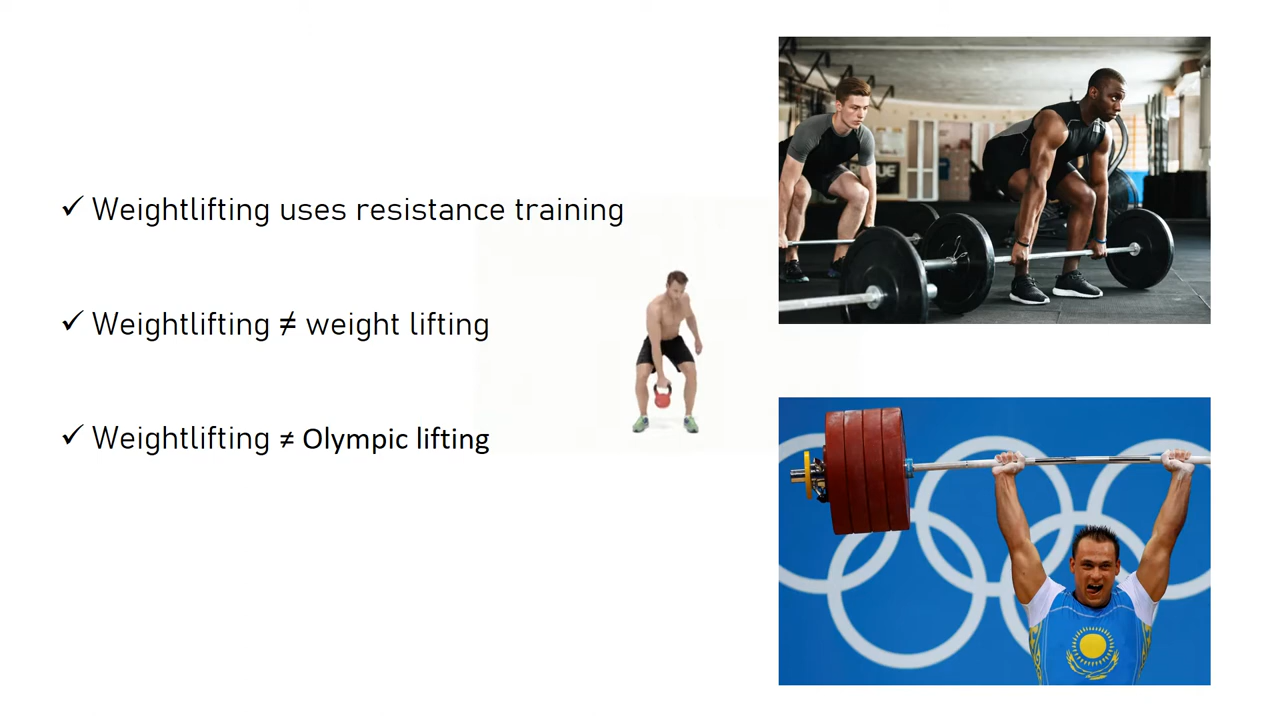 ✓ Weightlifting uses resistance training
✓ Weightlifting ≠ weight lifting
✓ Weightlifting ≠ Olympic lifting